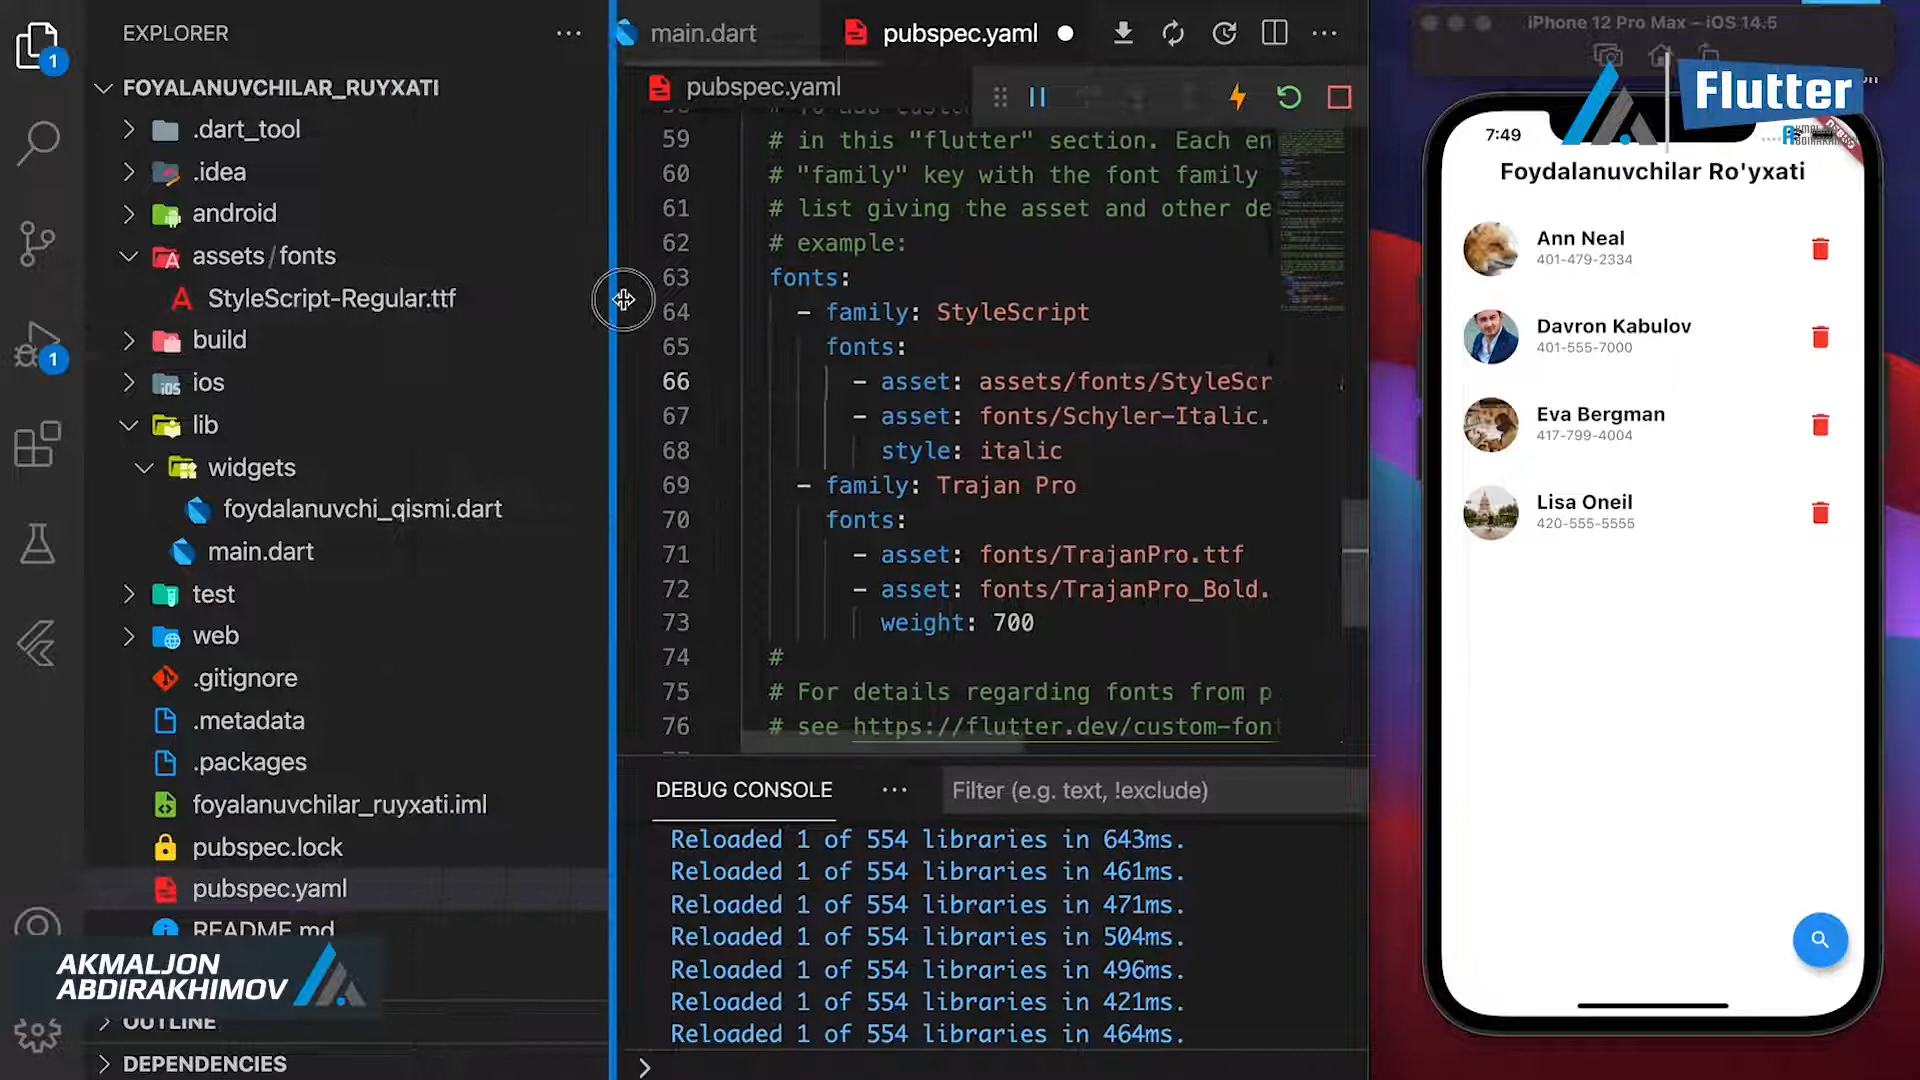 EXPLORER
FOYALANUVCHILAR_RUYXATI
.dart_tool
.idea
android
assets/fonts
StyleScript-Regular.ttf
build
ios
lib
widgets
foydalanuvchi_qismi.dart
main.dart
test
web
.gitignore
.metadata
.packages
foyalanuvchilar_ruyxati.iml
pubspec.lock
pubspec.yaml
README.md
OUTLINE
DEPENDENCIES
1
1
AKMALJON
ABDIRAKHIMOV
main.dart
pubspec.yaml
pubspec.yaml
59 # in this "flutter" section. Each en
60 # "family" key with the font family
61 # list giving the asset and other de
62 # example:
63 fonts:
64 - family: StyleScript
65 fonts:
66 - asset: assets/fonts/StyleScr
67 - asset: fonts/Schyler-Italic.
68 style: italic
69 - family: Trajan Pro
70 fonts:
71 - asset: fonts/TrajanPro.ttf
72 - asset: fonts/TrajanPro_Bold.
73 weight: 700
74 #
75 # For details regarding fonts from p
76 # see https://flutter.dev/custom-fon
DEBUG CONSOLE
Filter (e.g. text, !exclude)
Reloaded 1 of 554 libraries in 643ms.
Reloaded 1 of 554 libraries in 461ms.
Reloaded 1 of 554 libraries in 471ms.
Reloaded 1 of 554 libraries in 504ms.
Reloaded 1 of 554 libraries in 496ms.
Reloaded 1 of 554 libraries in 421ms.
Reloaded 1 of 554 libraries in 464ms.
iPhone 12 Pro Max – iOS 14.5
Flutter
7:49
Foydalanuvchilar Ro'yxati
Ann Neal
401-479-2334
Davron Kabulov
401-555-7000
Eva Bergman
417-799-4004
Lisa Oneil
420-555-5555